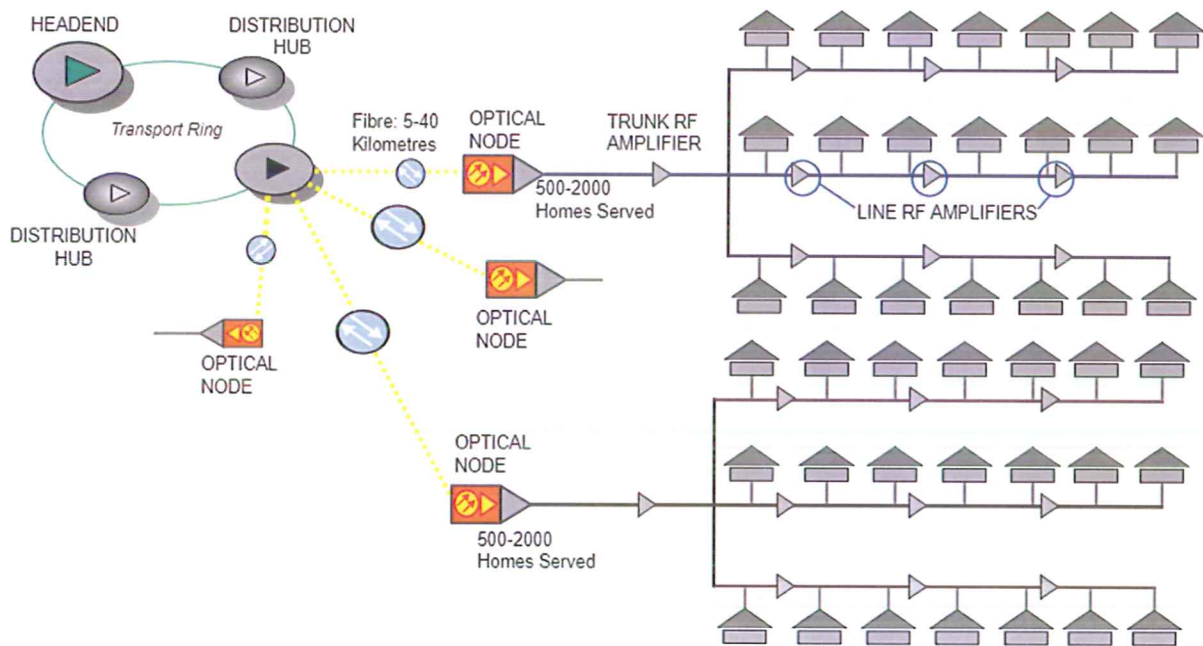 HEADEND
DISTRIBUTION
HUB
Transport Ring
DISTRIBUTION
HUB
Fibre: 5-40
Kilometres
OPTICAL
NODE
500-2000
Homes Served
TRUNK RF
AMPLIFIER
LINE RF AMPLIFIERS
OPTICAL
NODE
OPTICAL
NODE
OPTICAL
NODE
500-2000
Homes Served